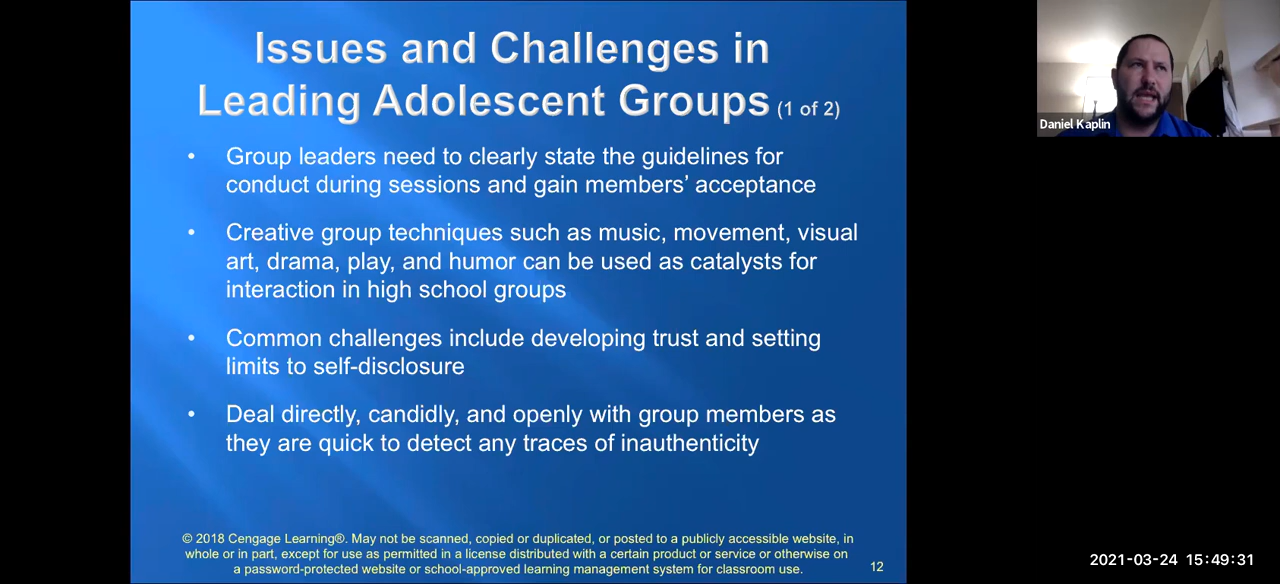 Issues and Challenges in
Leading Adolescent Groups (1 of 2)
• Group leaders need to clearly state the guidelines for
conduct during sessions and gain members’ acceptance
• Creative group techniques such as music, movement, visual
art, drama, play, and humor can be used as catalysts for
interaction in high school groups
• Common challenges include developing trust and setting
limits to self-disclosure
• Deal directly, candidly, and openly with group members as
they are quick to detect any traces of inauthenticity
© 2018 Cengage Learning®. May not be scanned, copied or duplicated, or posted to a publicly accessible website, in
whole or in part, except for use as permitted in a license distributed with a certain product or service or otherwise on
a password-protected website or school-approved learning management system for classroom use.
12
Daniel Kaplin
2021-03-24 15:49:31